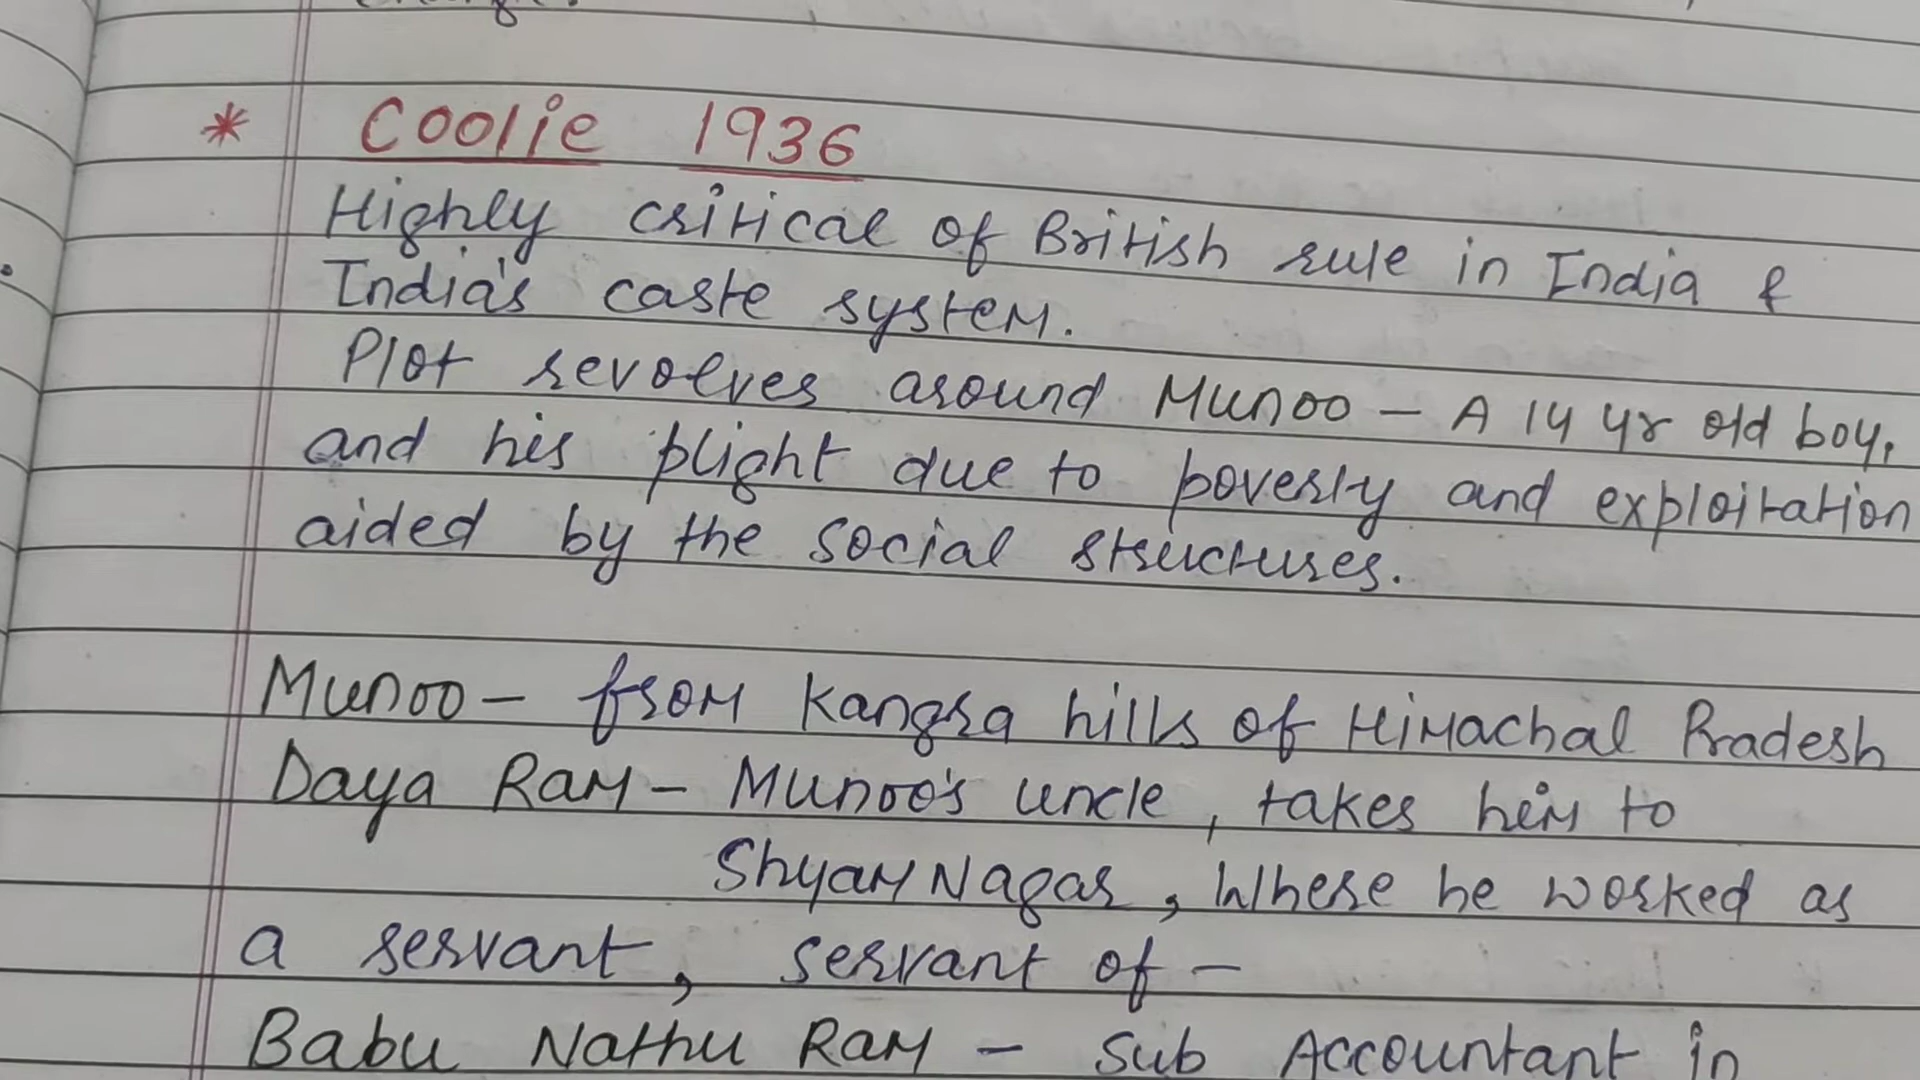 * Coolie 1936
Highly critical of British rule in India &
India's caste system.
Plot revolves around Munoo - A 14 yr old boy,
and his plight due to poverty and exploitation
aided by the social structures.
Munoo - from Kangra hills of Himachal Pradesh
Daya Ram - Munoo's uncle, takes him to
Shyam Nagar, Where he worked as
a servant, servant of -
Babu Nathu Ram - Sub Accountant in